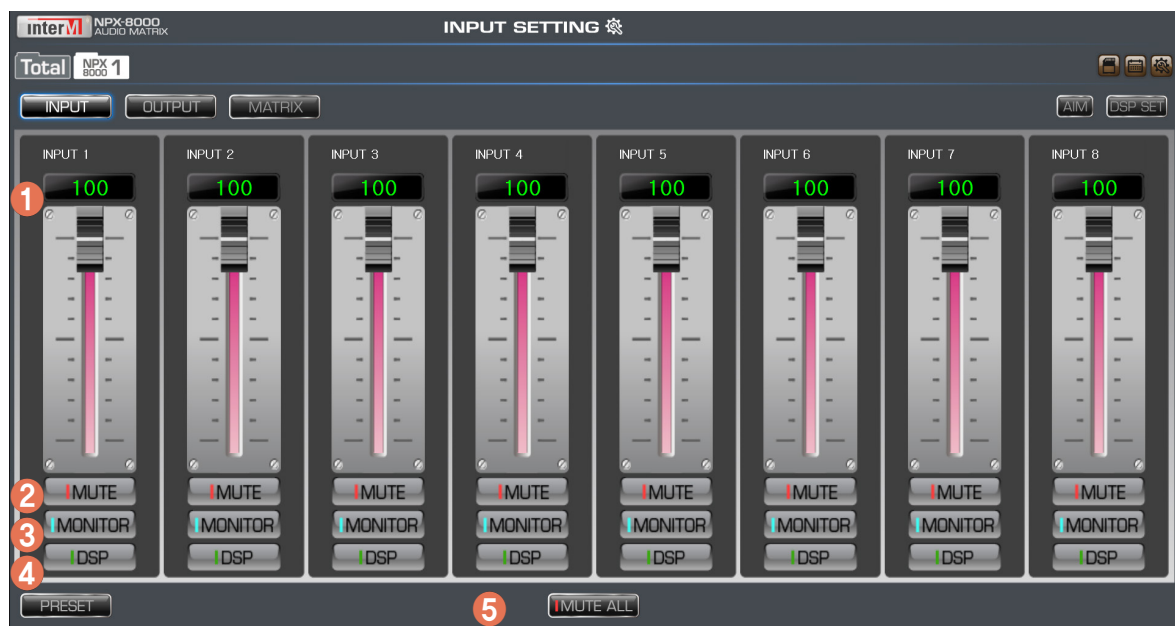 inter M NPX-8000
AUDIO MATRIX
INPUT SETTING
Total NPX 8000 1
INPUT OUTPUT MATRIX AIM DSP SET
INPUT 1 INPUT 2 INPUT 3 INPUT 4 INPUT 5 INPUT 6 INPUT 7 INPUT 8
1 100 100 100 100 100 100 100 100
2 MUTE MUTE MUTE MUTE MUTE MUTE MUTE MUTE
3 MONITOR MONITOR MONITOR MONITOR MONITOR MONITOR MONITOR MONITOR
4 DSP DSP DSP DSP DSP DSP DSP DSP
PRESET 5 MUTE ALL